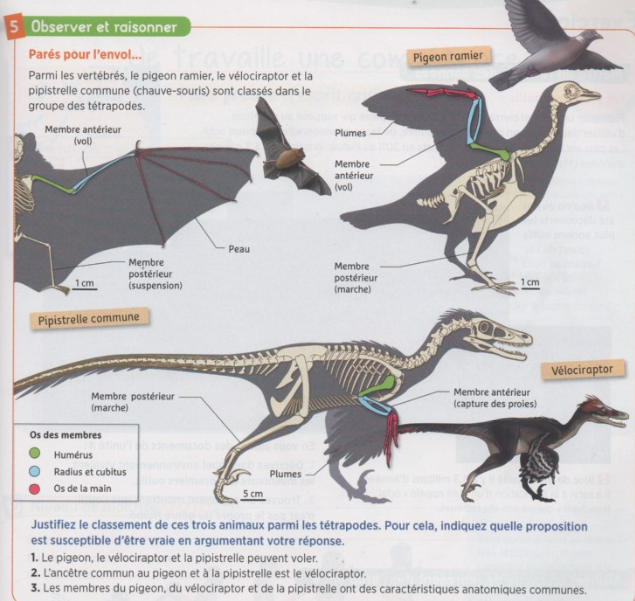 5 Observer et raisonner
Parés pour l'envol...
Parmi les vertébrés, le pigeon ramier, le vélociraptor et la
pipistrelle commune (chauve-souris) sont classés dans le
groupe des tétrapodes.
Membre antérieur
(vol)
Peau
Membre
postérieur
(suspension)
1 cm
Pipistrelle commune
Pigeon ramier
Plumes
Membre
antérieur
(vol)
Membre
postérieur
(marche)
1 cm
Vélociraptor
Membre postérieur
(marche)
Membre antérieur
(capture des proies)
Plumes
5 cm
Os des membres
Humérus
Radius et cubitus
Os de la main
Justifiez le classement de ces trois animaux parmi les tétrapodes. Pour cela, indiquez quelle proposition
est susceptible d'être vraie en argumentant votre réponse.
1. Le pigeon, le vélociraptor et la pipistrelle peuvent voler.
2. L'ancêtre commun au pigeon et à la pipistrelle est le vélociraptor.
3. Les membres du pigeon, du vélociraptor et de la pipistrelle ont des caractéristiques anatomiques communes.